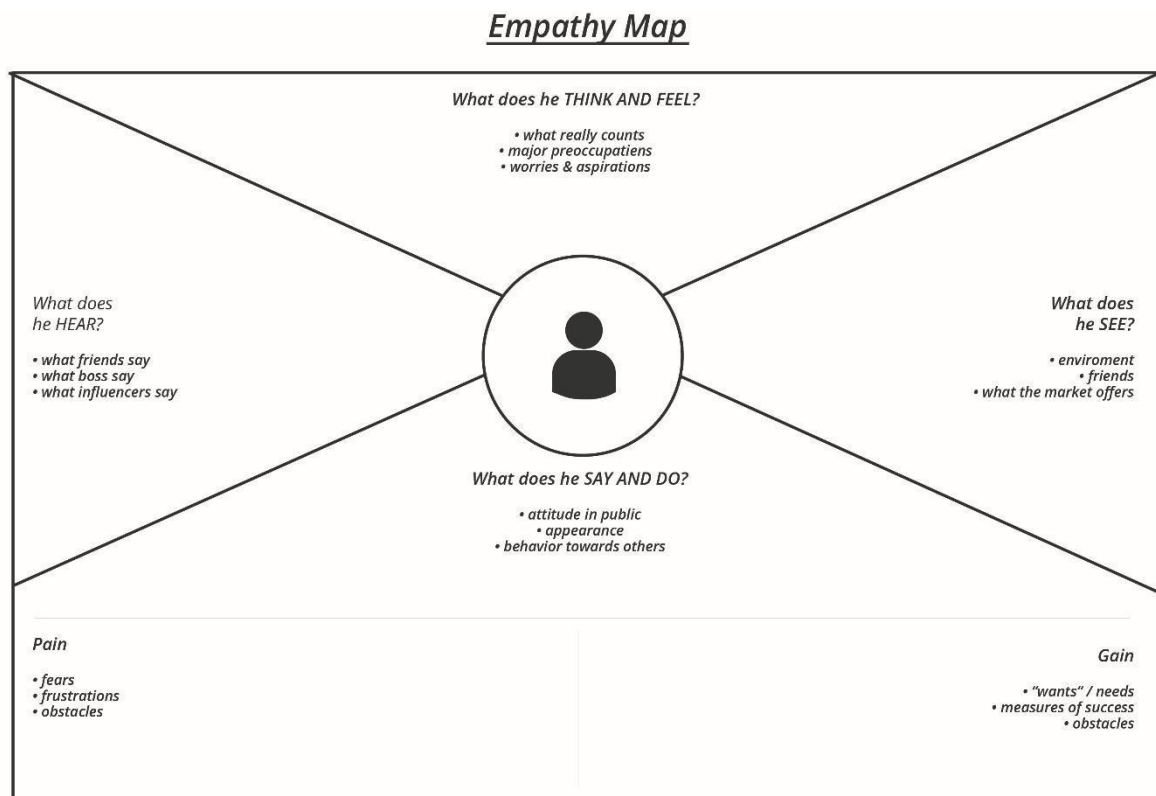 Empathy Map
What does he THINK AND FEEL?
• what really counts
• major preoccupatiens
• worries & aspirations
What does
he HEAR?
• what friends say
• what boss say
• what influencers say
What does
he SEE?
• enviroment
• friends
• what the market offers
What does he SAY AND DO?
• attitude in public
• appearance
• behavior towards others
Pain
• fears
• frustrations
• obstacles
Gain
• “wants” / needs
• measures of success
• obstacles